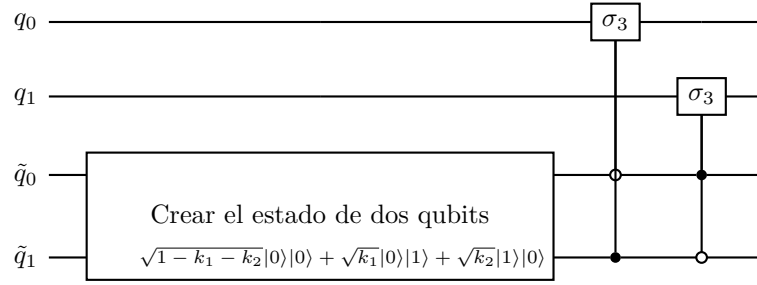 q₀ σ₃
q₁ σ₃
q̃₀
Crear el estado de dos qubits
q̃₁ √(1 − k₁ − k₂)|0⟩|0⟩ + √k₁|0⟩|1⟩ + √k₂|1⟩|0⟩